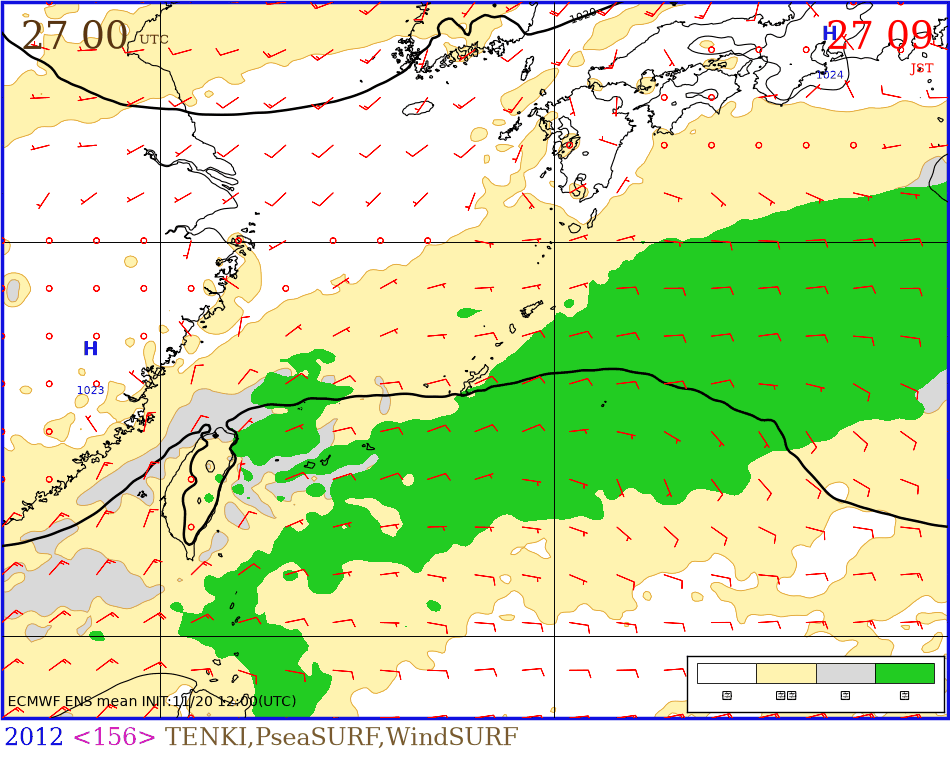 27 00 UTC
1020
H
27 09
JST
1024
H
1023
ECMWF ENS mean INIT:11/20 12:00(UTC)
2012 <156> TENKI,PseaSURF,WindSURF